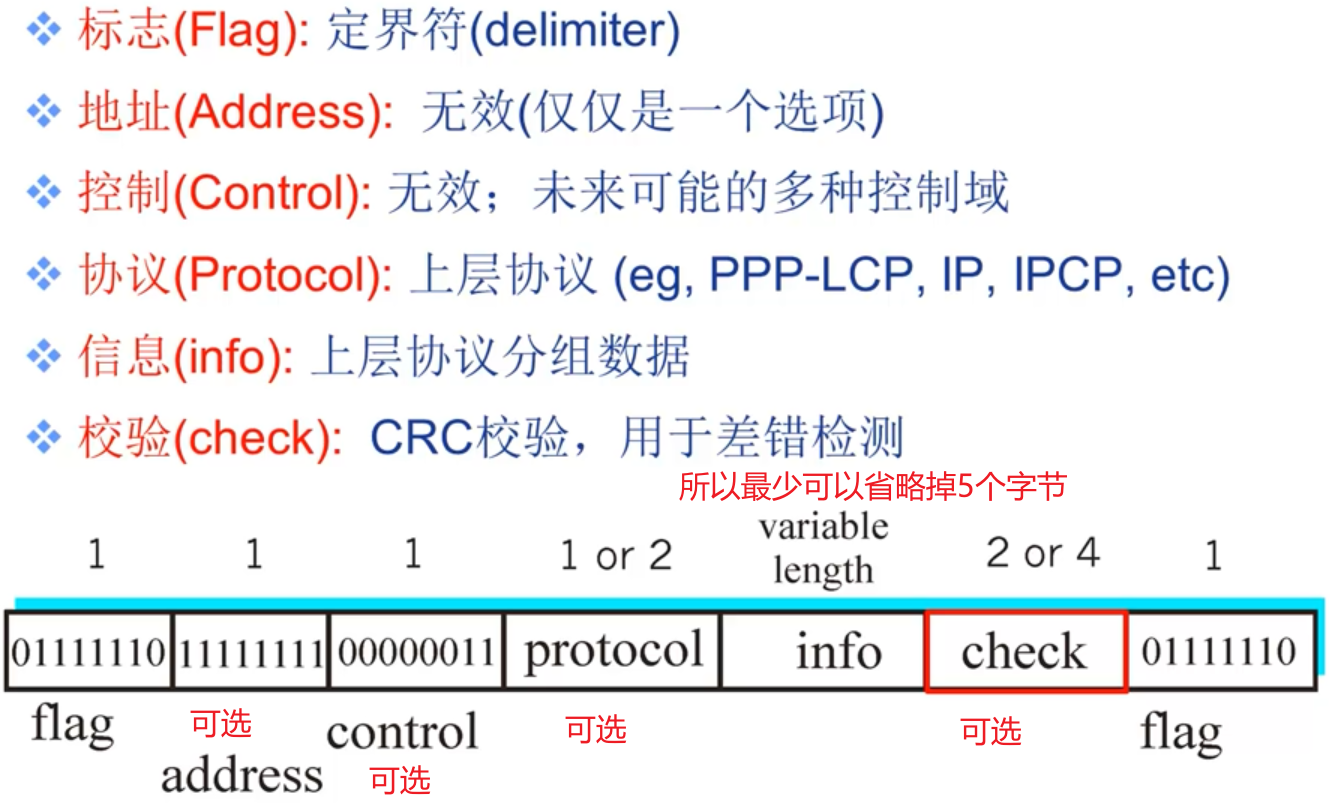 标志(Flag): 定界符(delimiter)
地址(Address): 无效(仅仅是一个选项)
控制(Control): 无效；未来可能的多种控制域
协议(Protocol): 上层协议 (eg, PPP-LCP, IP, IPCP, etc)
信息(info): 上层协议分组数据
校验(check): CRC校验，用于差错检测
所以最少可以省略掉5个字节
1 1 1 1 or 2 variable length 2 or 4 1
01111110 11111111 00000011 protocol info check 01111110
flag 可选 control 可选 可选 flag
address 可选